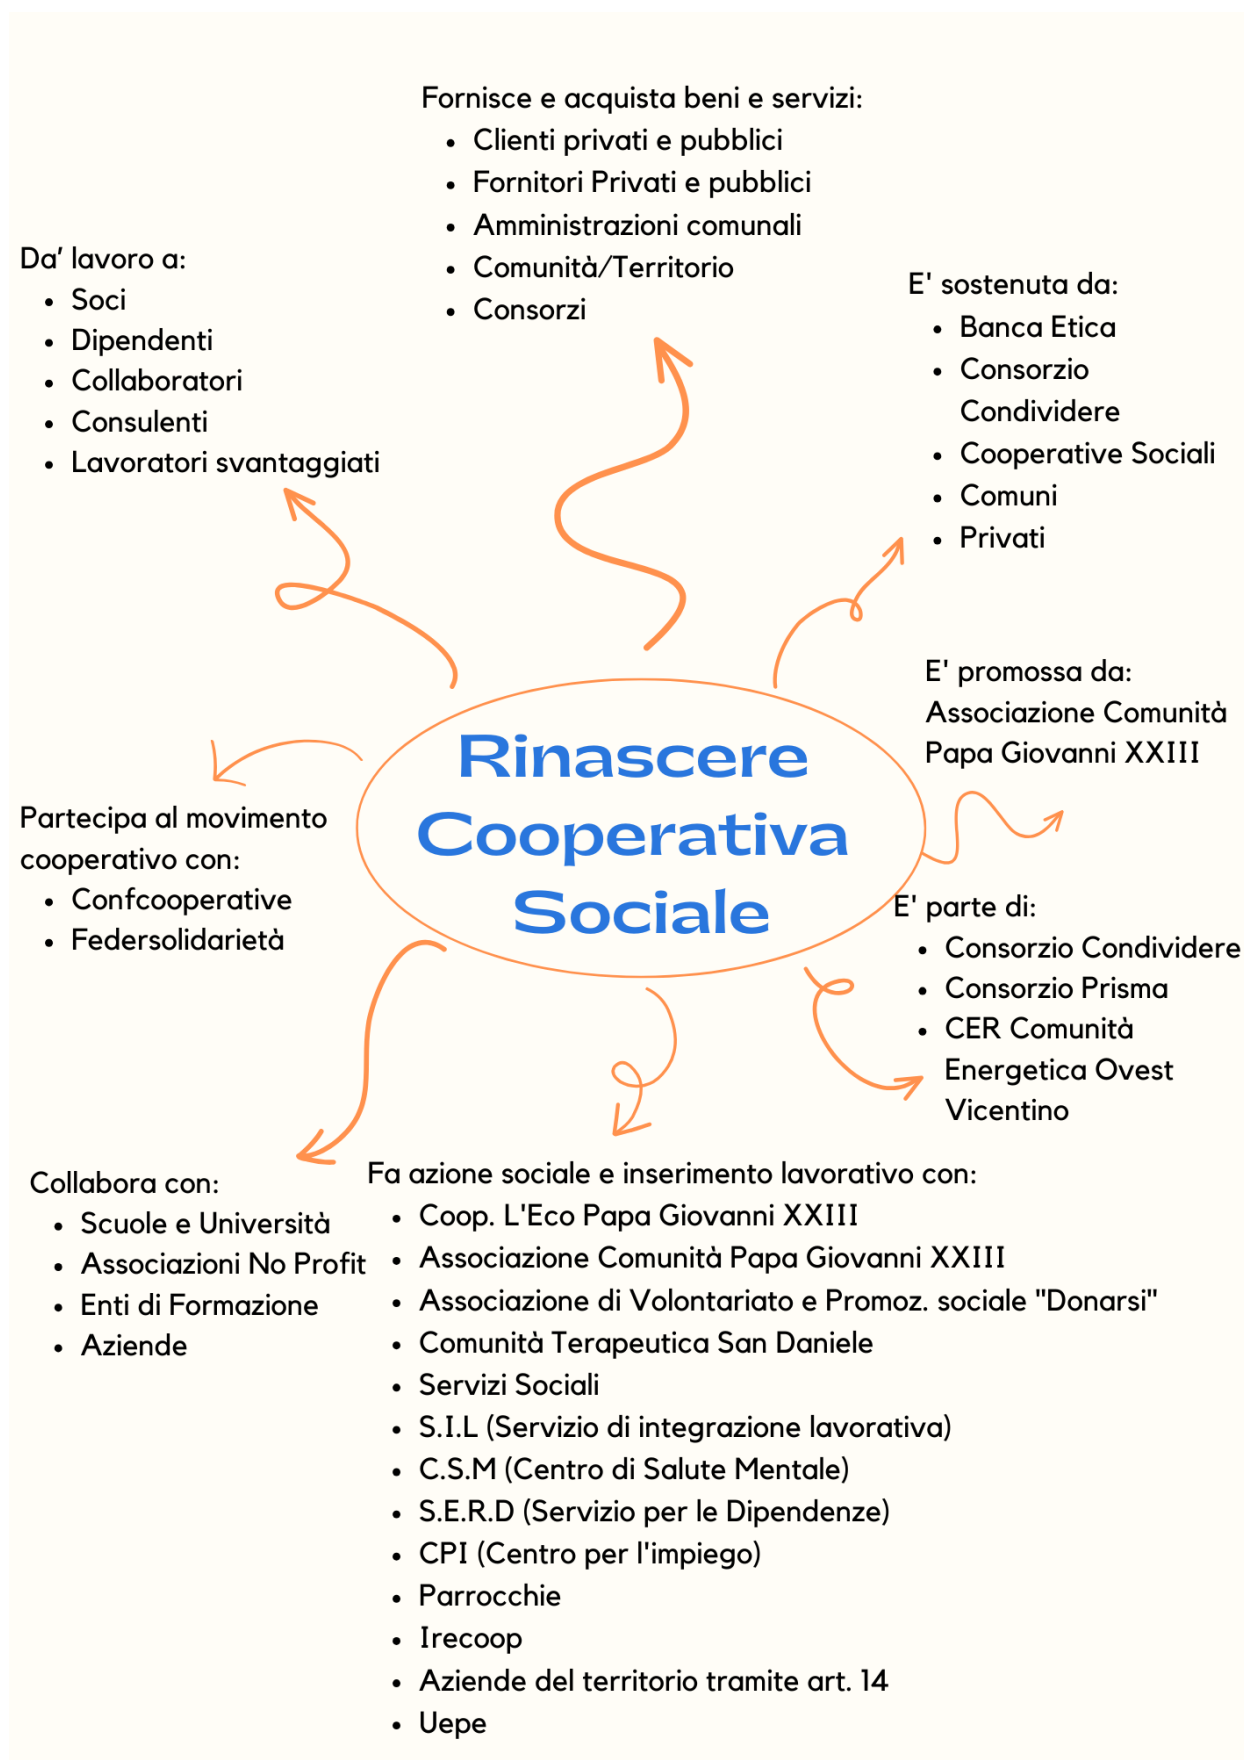 Fornisce e acquista beni e servizi:
• Clienti privati e pubblici
• Fornitori Privati e pubblici
• Amministrazioni comunali
• Comunità/Territorio
• Consorzi
Da’ lavoro a:
• Soci
• Dipendenti
• Collaboratori
• Consulenti
• Lavoratori svantaggiati
E' sostenuta da:
• Banca Etica
• Consorzio
Condividere
• Cooperative Sociali
• Comuni
• Privati
E' promossa da:
Associazione Comunità
Papa Giovanni XXIII
Rinascere
Cooperativa
Sociale
Partecipa al movimento
cooperativo con:
• Confcooperative
• Federsolidarietà
E' parte di:
• Consorzio Condividere
• Consorzio Prisma
• CER Comunità
Energetica Ovest
Vicentino
Collabora con:
• Scuole e Università
• Associazioni No Profit
• Enti di Formazione
• Aziende
Fa azione sociale e inserimento lavorativo con:
• Coop. L'Eco Papa Giovanni XXIII
• Associazione Comunità Papa Giovanni XXIII
• Associazione di Volontariato e Promoz. sociale "Donarsi"
• Comunità Terapeutica San Daniele
• Servizi Sociali
• S.I.L (Servizio di integrazione lavorativa)
• C.S.M (Centro di Salute Mentale)
• S.E.R.D (Servizio per le Dipendenze)
• CPI (Centro per l'impiego)
• Parrocchie
• Irecoop
• Aziende del territorio tramite art. 14
• Uepe